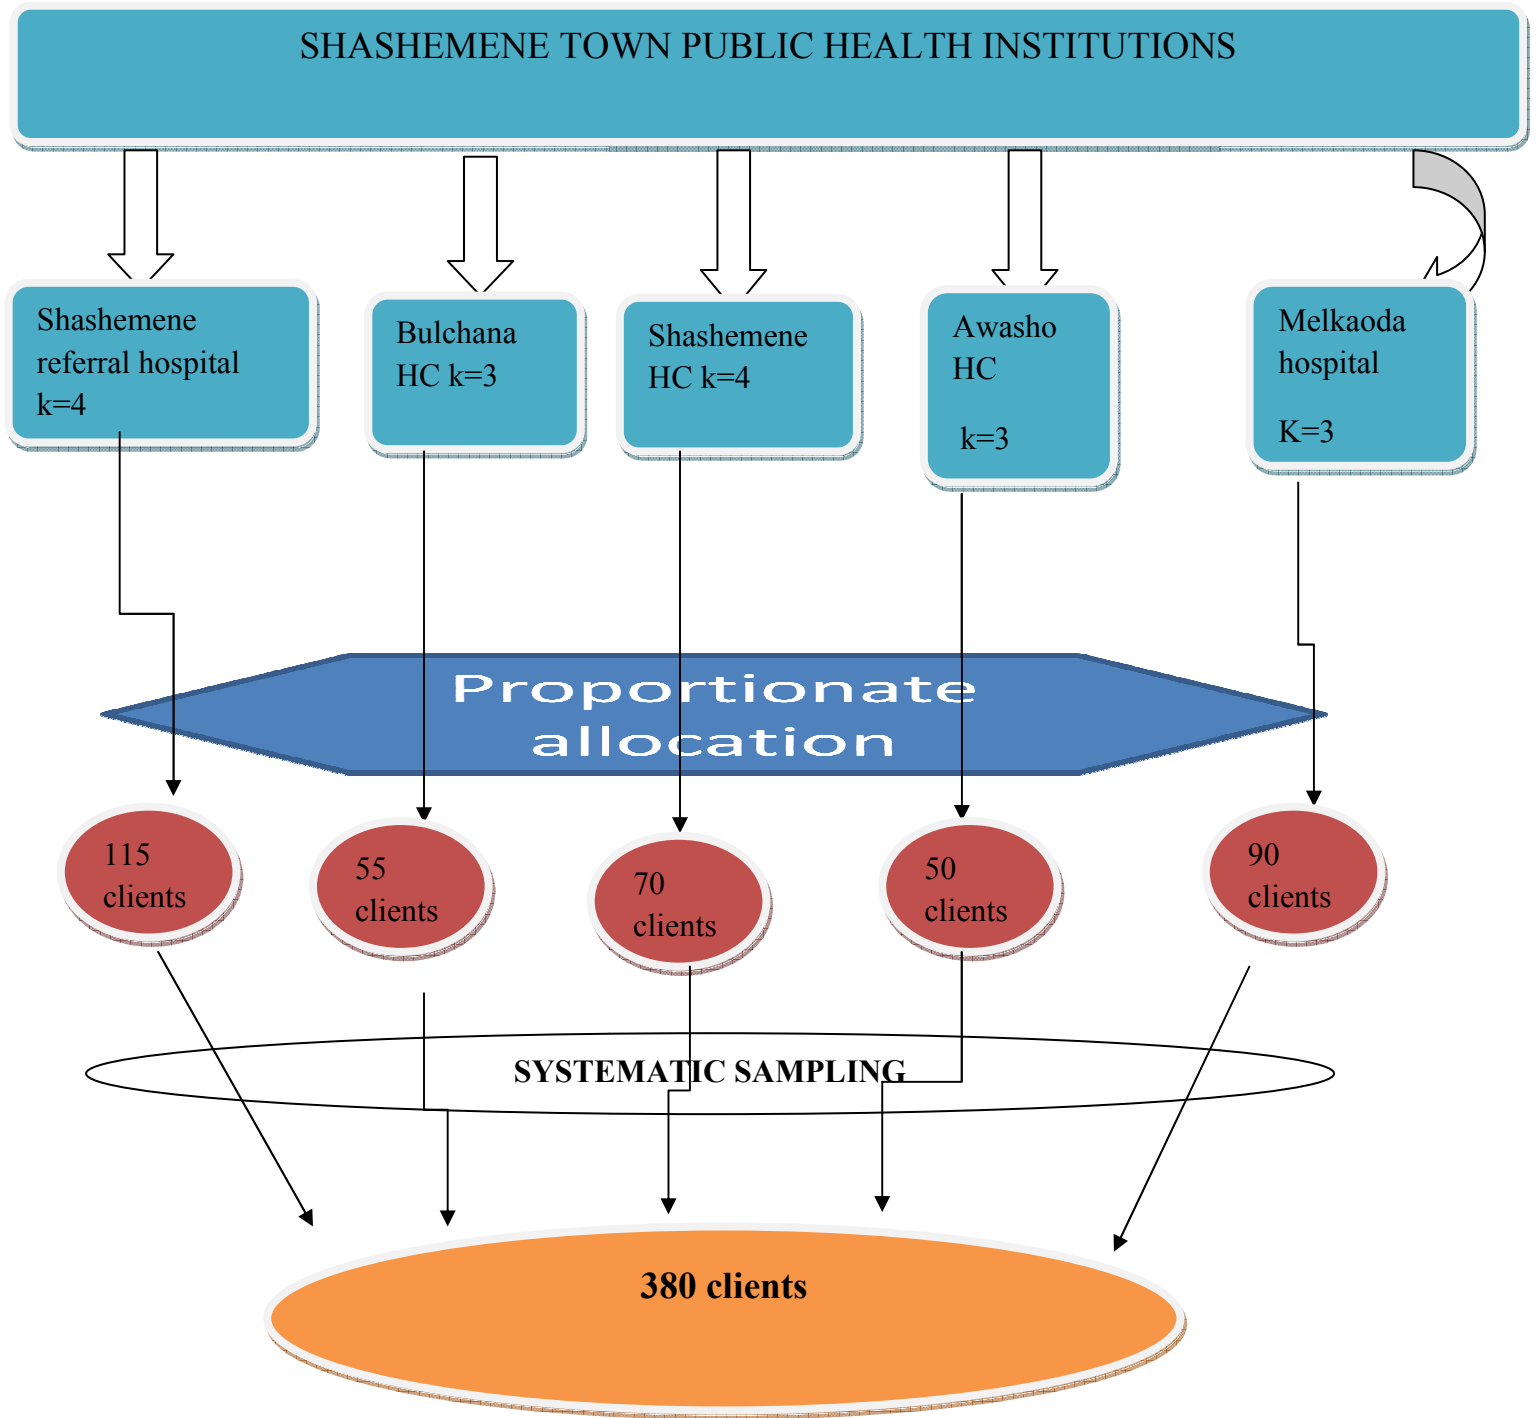 SHASHEMENE TOWN PUBLIC HEALTH INSTITUTIONS
Shashemene
referral hospital
k=4
Bulchana
HC k=3
Shashemene
HC k=4
Awasho
HC
k=3
Melkaoda
hospital
K=3
Proportionate
allocation
115
clients
55
clients
70
clients
50
clients
90
clients
SYSTEMATIC SAMPLING
380 clients